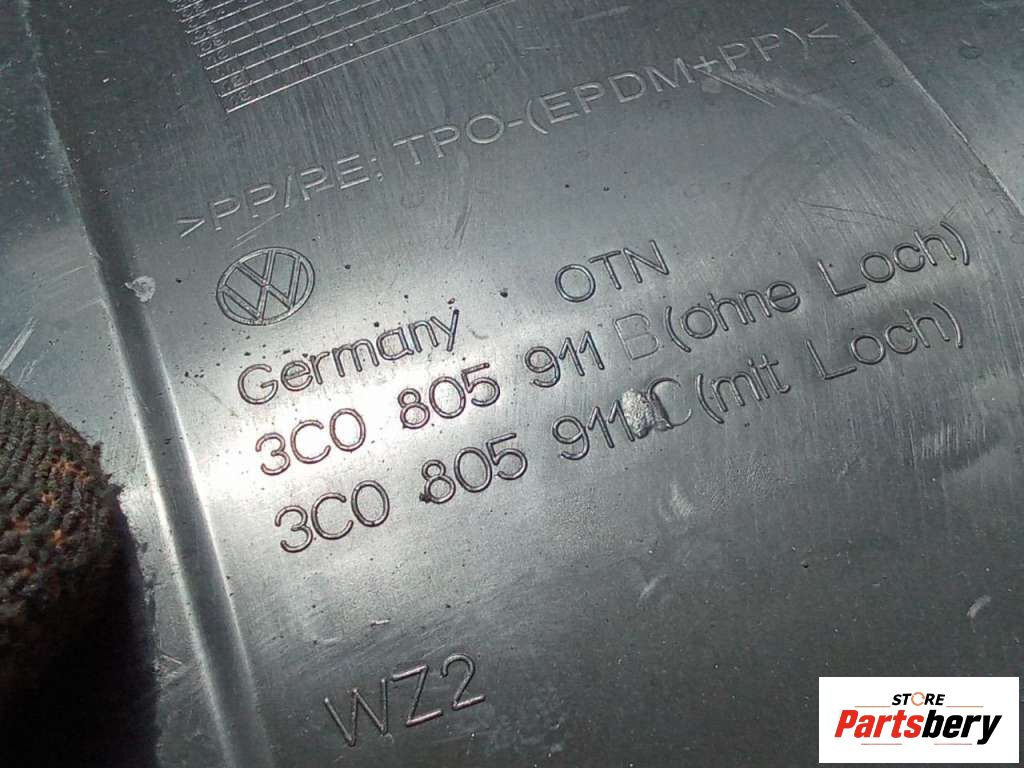 >PP/PE; TPO-(EPDM+PP)<
VW
Germany OTN
3C0 805 911 B (ohne Loch)
3C0 805 911 C (mit Loch)
WZ2
STORE
Partsbery